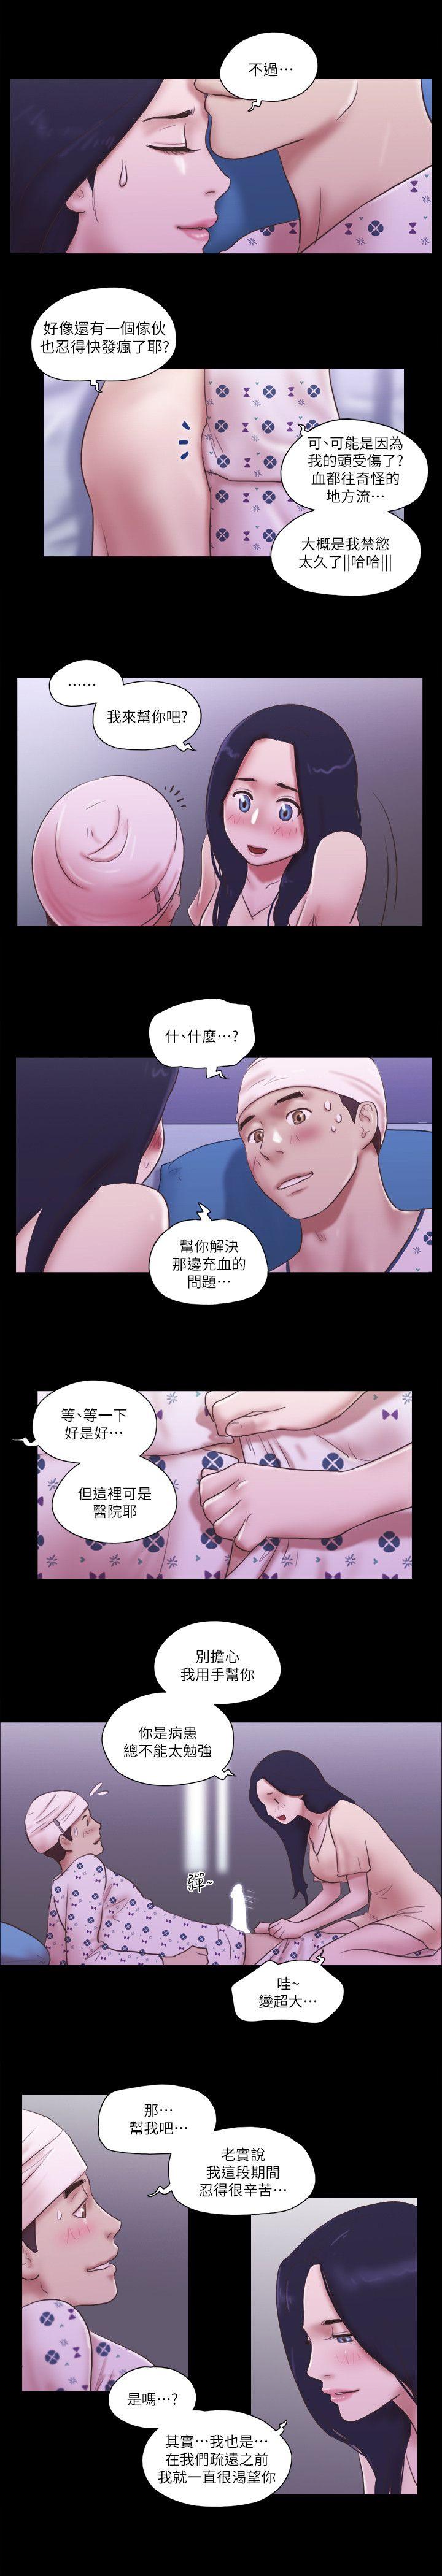 不過⋯
好像還有一個傢伙
也忍得快發瘋了耶?
可、可能是因為
我的頭受傷了?
血都往奇怪的
地方流⋯
大概是我禁慾
太久了||哈哈|||
⋯⋯
我來幫你吧?
什、什麼⋯?
幫你解決
那邊充血的
問題⋯
等、等一下
好是好⋯
但這裡可是
醫院耶
別擔心
我用手幫你
你是病患
總不能太勉強
彈~
哇~
變超大⋯
那⋯
幫我吧⋯
老實說
我這段期間
忍得很辛苦⋯
是嗎⋯?
其實⋯我也是⋯
在我們疏遠之前
我就一直很渴望你